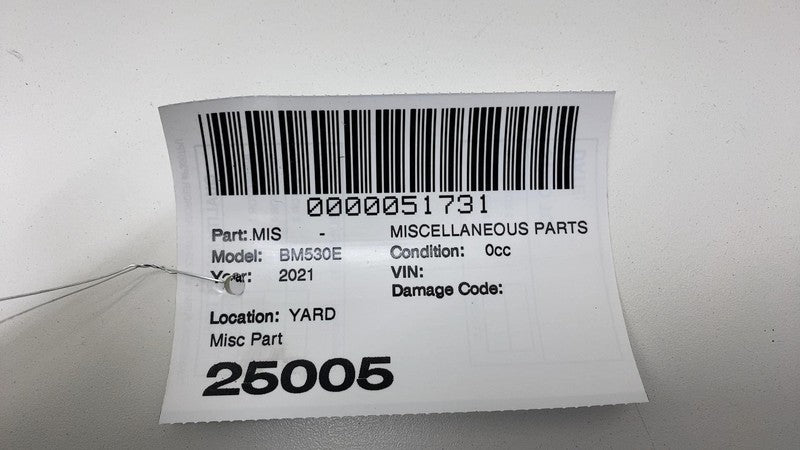 0000051731
Part: MIS - MISCELLANEOUS PARTS
Model: BM530E Condition: 0cc
Year: 2021 VIN:
Damage Code:
Location: YARD
Misc Part
25005